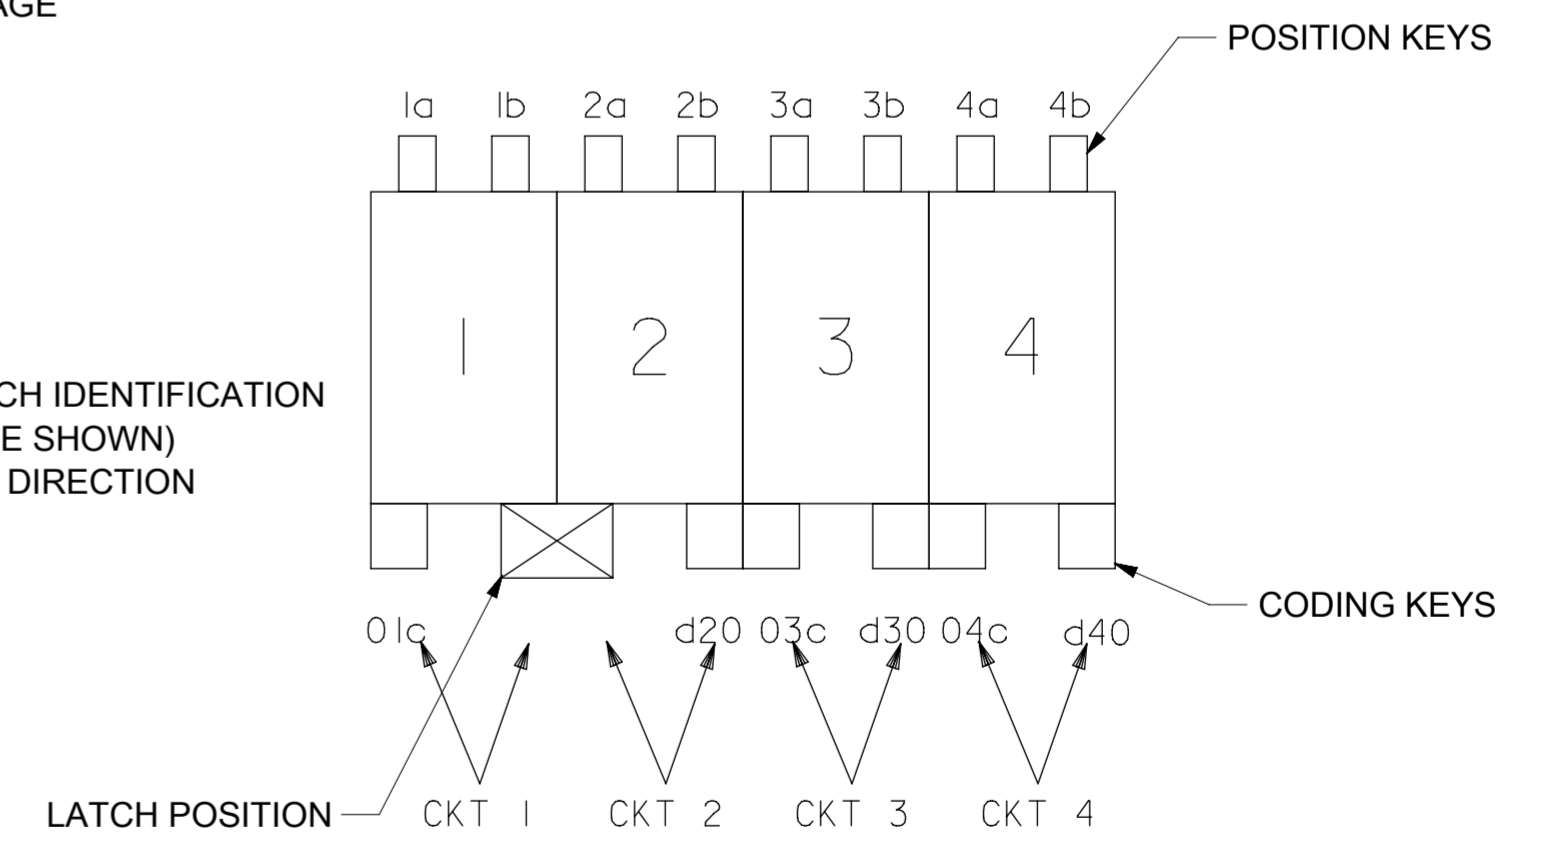 AGE
POSITION KEYS
1a 1b 2a 2b 3a 3b 4a 4b
1 2 3 4
CH IDENTIFICATION
E SHOWN)
DIRECTION
CODING KEYS
01c d20 03c d30 04c d40
LATCH POSITION
CKT 1 CKT 2 CKT 3 CKT 4